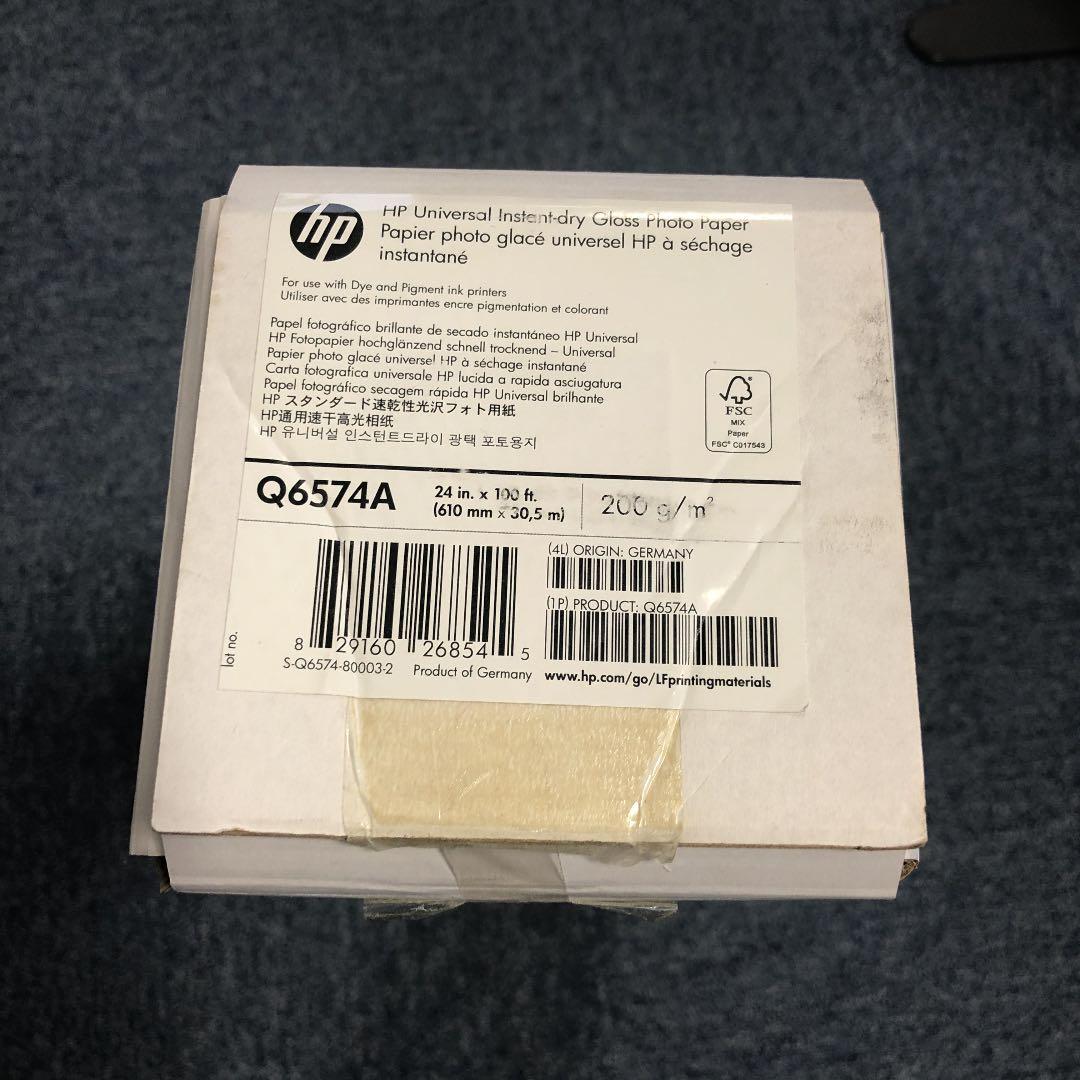 hp
HP Universal Instant-dry Gloss Photo Paper
Papier photo glacé universel HP à séchage
instantané
For use with Dye and Pigment ink printers
Utiliser avec des imprimantes encre pigmentation et colorant
Papel fotográfico brillante de secado instantáneo HP Universal
HP Fotopapier hochglänzend schnell trocknend – Universal
Papier photo glacé universel HP à séchage instantané
Carta fotografica universale HP lucida a rapida asciugatura
Papel fotográfico secagem rápida HP Universal brilhante
HP スタンダード速乾性光沢フォト用紙
HP通用速干高光相纸
HP 유니버설 인스턴트드라이 광택 포토용지
FSC
MIX
Paper
FSC® C017543
Q6574A
24 in. x 100 ft.
(610 mm x 30,5 m)
200 g/m²
(4L) ORIGIN: GERMANY
(1P) PRODUCT: Q6574A
lot no.
8 29160 26854 5
S-Q6574-80003-2
Product of Germany
www.hp.com/go/LFprintingmaterials